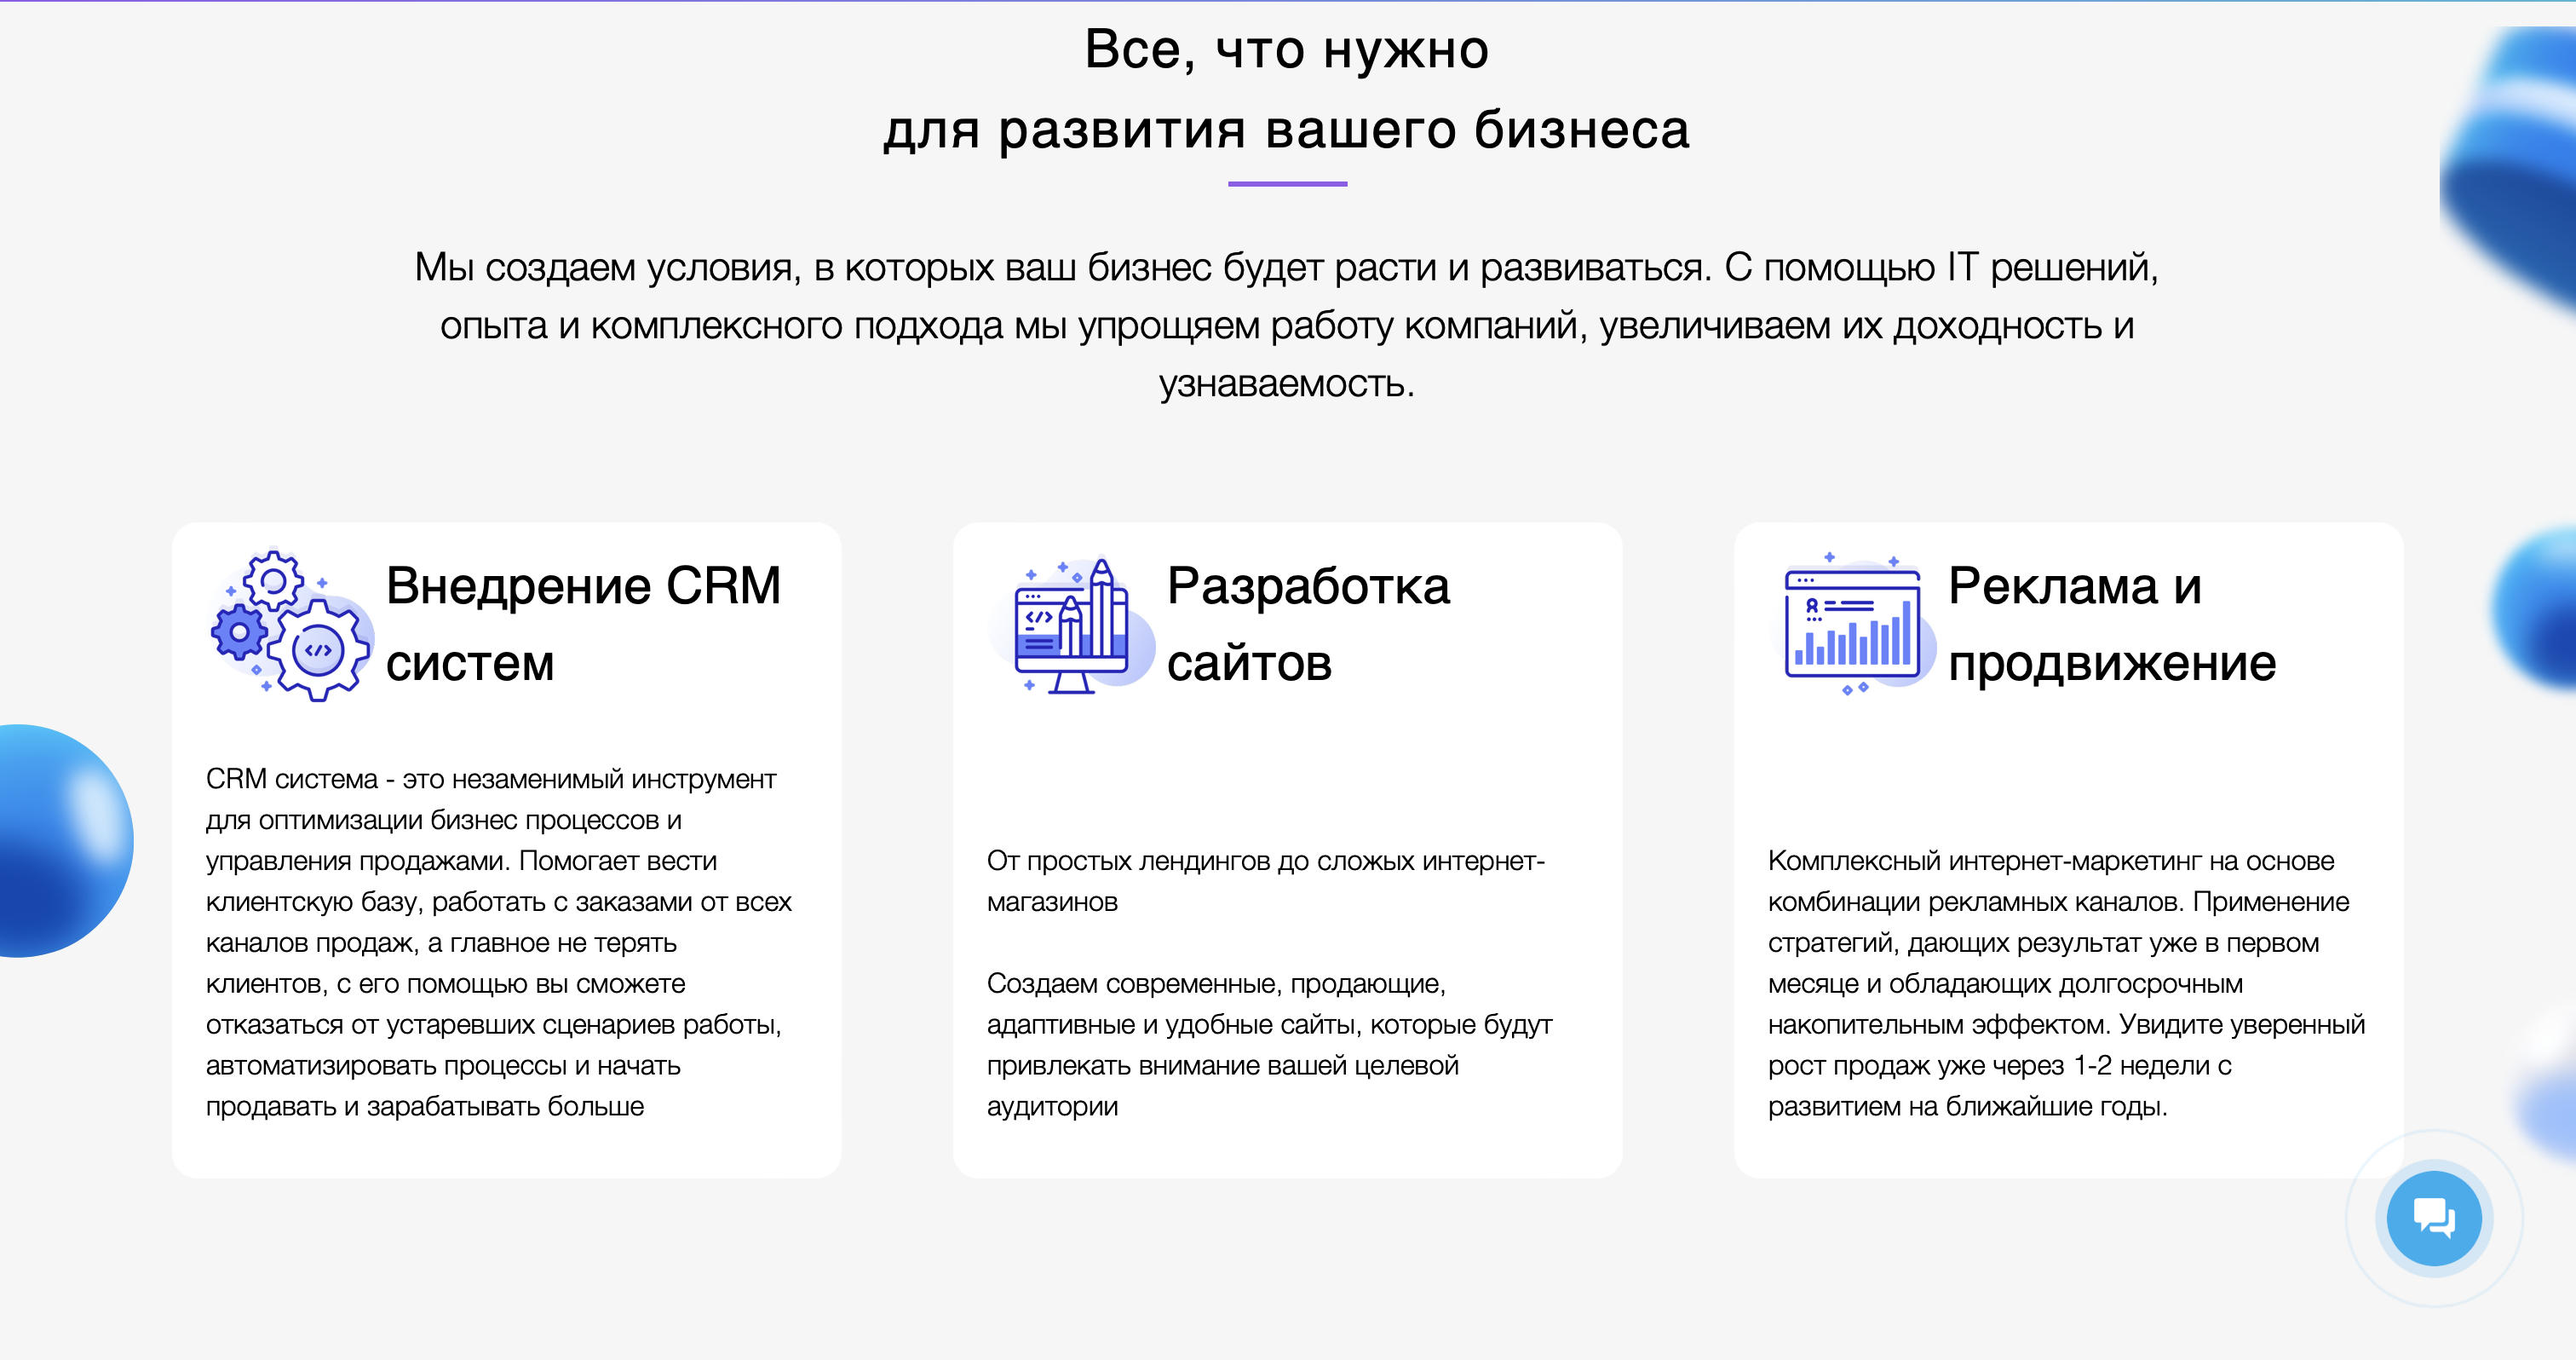 Все, что нужно
для развития вашего бизнеса
Мы создаем условия, в которых ваш бизнес будет расти и развиваться. С помощью IT решений,
опыта и комплексного подхода мы упрощяем работу компаний, увеличиваем их доходность и
узнаваемость.
Внедрение CRM
систем
CRM система - это незаменимый инструмент
для оптимизации бизнес процессов и
управления продажами. Помогает вести
клиентскую базу, работать с заказами от всех
каналов продаж, а главное не терять
клиентов, с его помощью вы сможете
отказаться от устаревших сценариев работы,
автоматизировать процессы и начать
продавать и зарабатывать больше
Разработка
сайтов
От простых лендингов до сложых интернет-
магазинов
Создаем современные, продающие,
адаптивные и удобные сайты, которые будут
привлекать внимание вашей целевой
аудитории
Реклама и
продвижение
Комплексный интернет-маркетинг на основе
комбинации рекламных каналов. Применение
стратегий, дающих результат уже в первом
месяце и обладающих долгосрочным
накопительным эффектом. Увидите уверенный
рост продаж уже через 1-2 недели с
развитием на ближайшие годы.